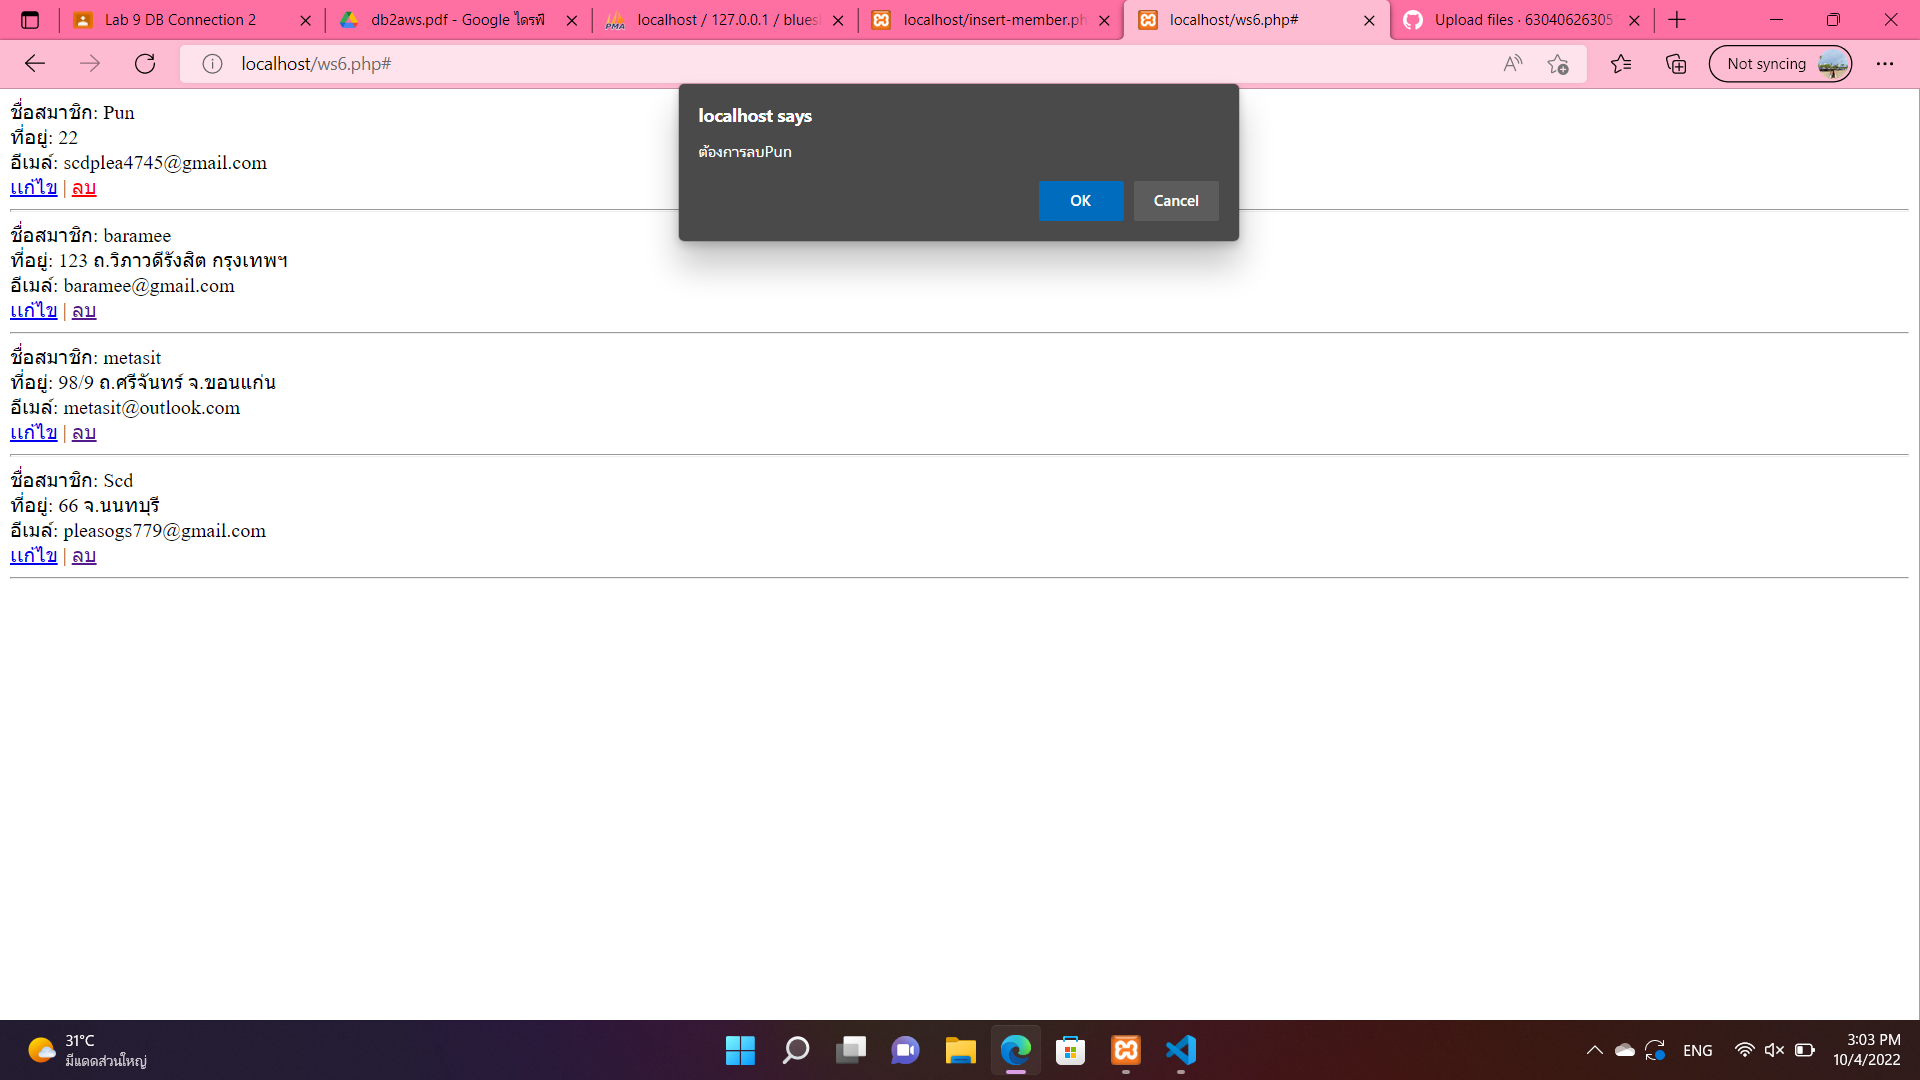 Lab 9 DB Connection 2
db2aws.pdf - Google ไดรฟ์
localhost / 127.0.0.1 / blues
localhost/insert-member.ph
localhost/ws6.php#
Upload files · 63040626305
localhost/ws6.php#
Not syncing
localhost says
ต้องการลบPun
OK
Cancel
ชื่อสมาชิก: Pun
ที่อยู่: 22
อีเมล์: scdplea4745@gmail.com
แก้ไข | ลบ
ชื่อสมาชิก: baramee
ที่อยู่: 123 ถ.วิภาวดีรังสิต กรุงเทพฯ
อีเมล์: baramee@gmail.com
แก้ไข | ลบ
ชื่อสมาชิก: metasit
ที่อยู่: 98/9 ถ.ศรีจันทร์ จ.ขอนแก่น
อีเมล์: metasit@outlook.com
แก้ไข | ลบ
ชื่อสมาชิก: Scd
ที่อยู่: 66 จ.นนทบุรี
อีเมล์: pleasogs779@gmail.com
แก้ไข | ลบ
31°C
มีแดดส่วนใหญ่
ENG
3:03 PM
10/4/2022